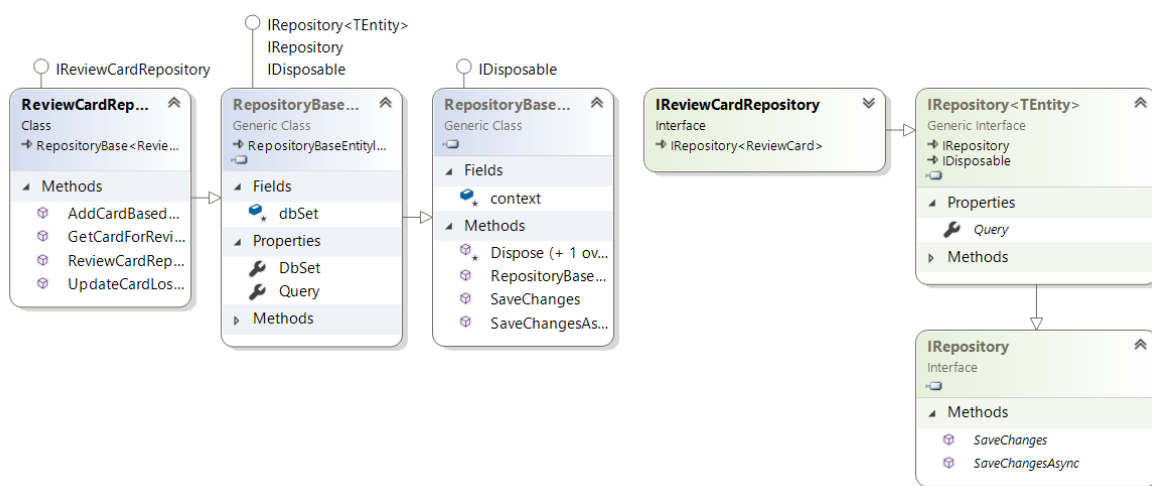 IReviewCardRepository
ReviewCardRep...
Class
RepositoryBase<Revie...
Methods
AddCardBased...
GetCardForRevi...
ReviewCardRep...
UpdateCardLos...
IRepository<TEntity>
IRepository
IDisposable
RepositoryBase...
Generic Class
RepositoryBaseEntityI...
Fields
dbSet
Properties
DbSet
Query
Methods
IDisposable
RepositoryBase...
Generic Class
Fields
context
Methods
Dispose (+ 1 ov...
RepositoryBase...
SaveChanges
SaveChangesAs...
IReviewCardRepository
Interface
IRepository<ReviewCard>
IRepository<TEntity>
Generic Interface
IRepository
IDisposable
Properties
Query
Methods
IRepository
Interface
Methods
SaveChanges
SaveChangesAsync